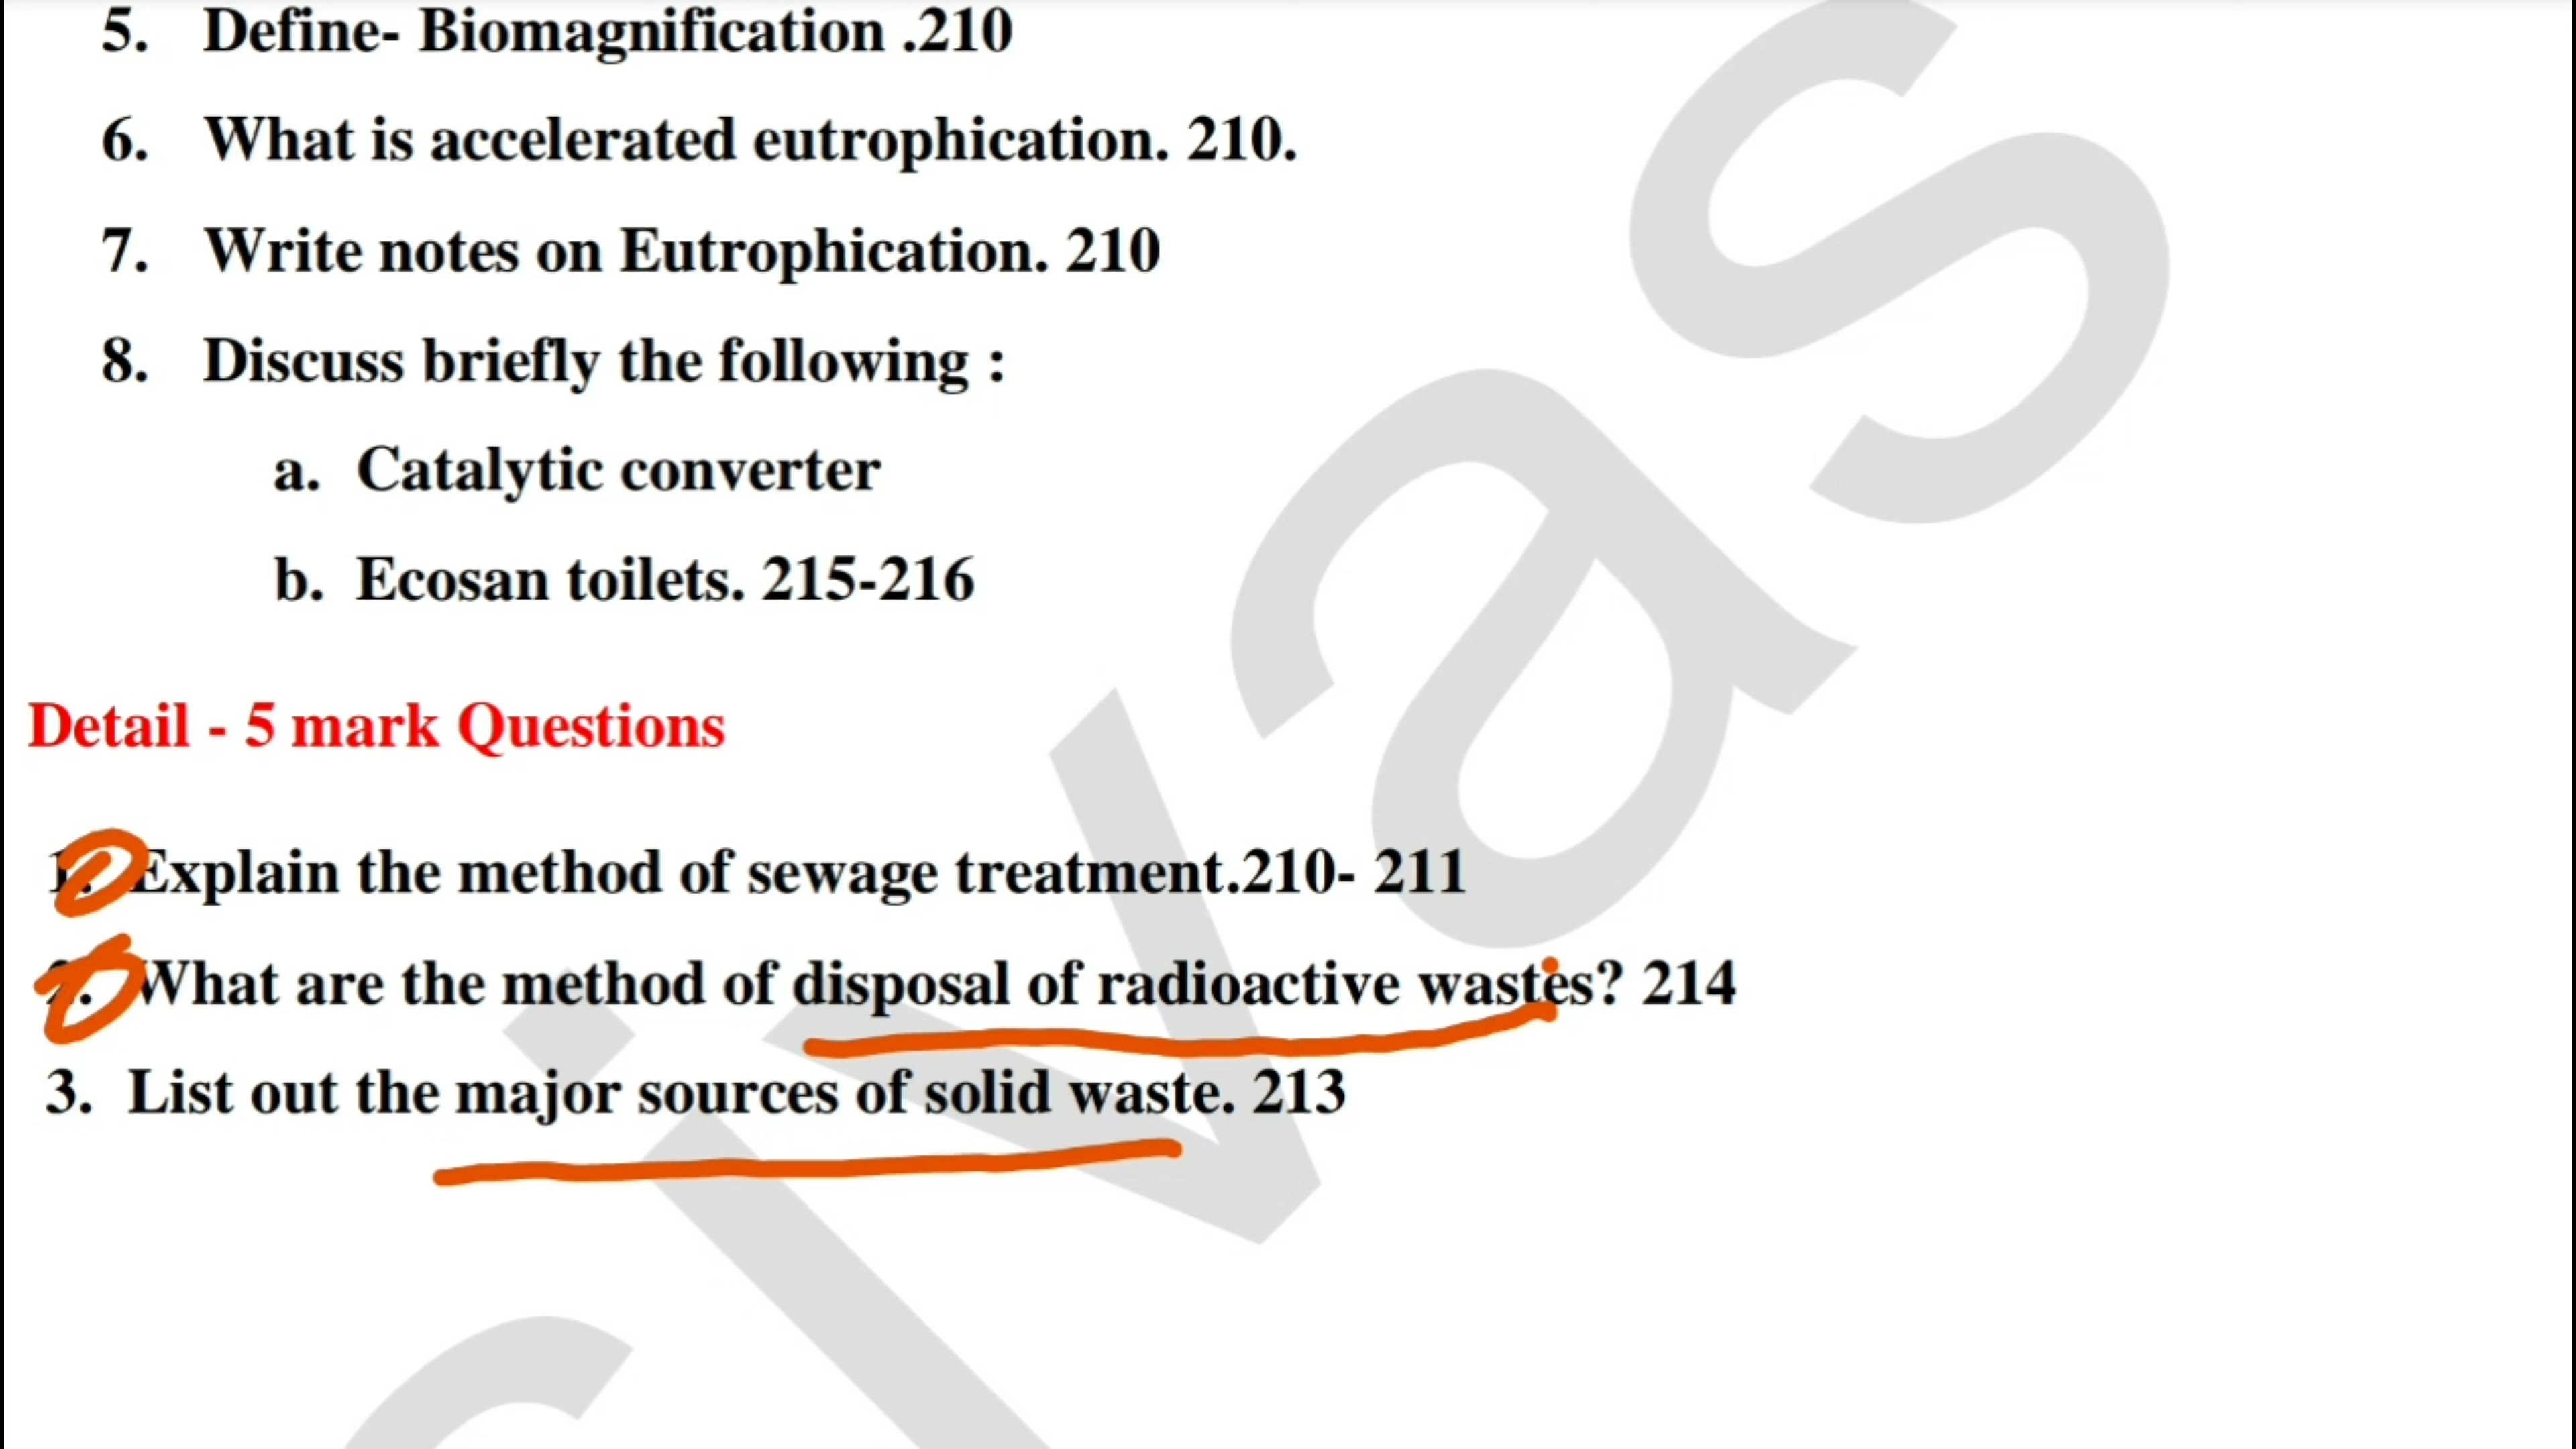 5. Define- Biomagnification .210
6. What is accelerated eutrophication. 210.
7. Write notes on Eutrophication. 210
8. Discuss briefly the following :
a. Catalytic converter
b. Ecosan toilets. 215-216
Detail - 5 mark Questions
1. Explain the method of sewage treatment.210- 211
2. What are the method of disposal of radioactive wastes? 214
3. List out the major sources of solid waste. 213